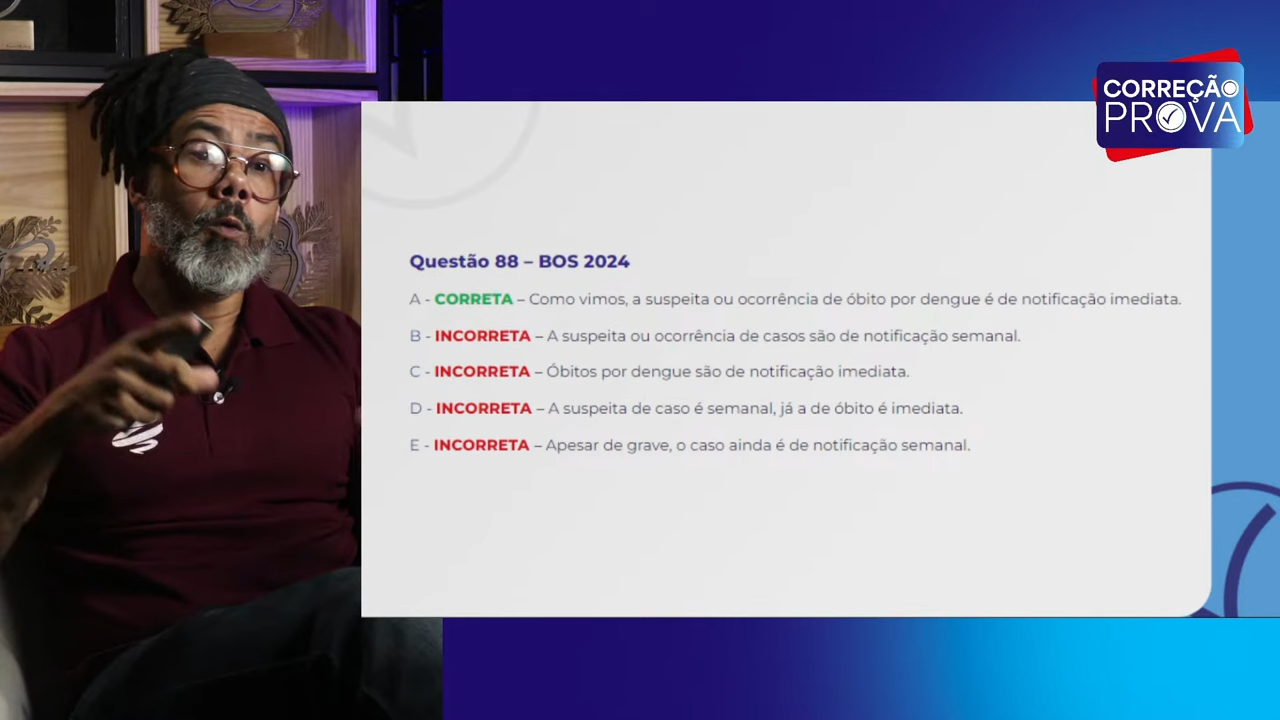 CORREÇÃO
PROVA
Questão 88 – BOS 2024
A - CORRETA – Como vimos, a suspeita ou ocorrência de óbito por dengue é de notificação imediata.
B - INCORRETA – A suspeita ou ocorrência de casos são de notificação semanal.
C - INCORRETA – Óbitos por dengue são de notificação imediata.
D - INCORRETA – A suspeita de caso é semanal, já a de óbito é imediata.
E - INCORRETA – Apesar de grave, o caso ainda é de notificação semanal.